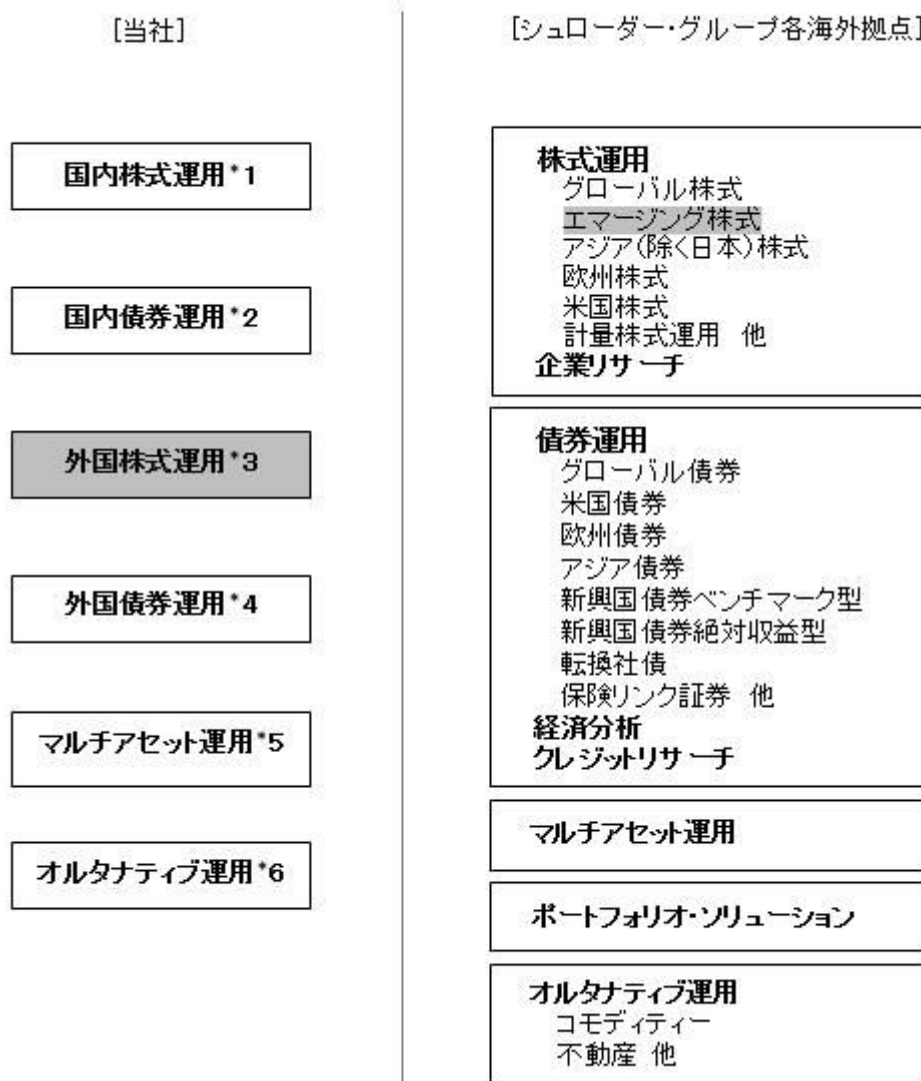 [当社]
国内株式運用*1
国内債券運用*2
外国株式運用*3
外国債券運用*4
マルチアセット運用*5
オルタナティブ運用*6
[シュローダー・グループ各海外拠点]
株式運用
グローバル株式
エマージング株式
アジア(除く日本)株式
欧州株式
米国株式
計量株式運用 他
企業リサーチ
債券運用
グローバル債券
米国債券
欧州債券
アジア債券
新興国債券ベンチマーク型
新興国債券絶対収益型
転換社債
保険リンク証券 他
経済分析
クレジットリサーチ
マルチアセット運用
ポートフォリオ・ソリューション
オルタナティブ運用
コモディティー
不動産 他